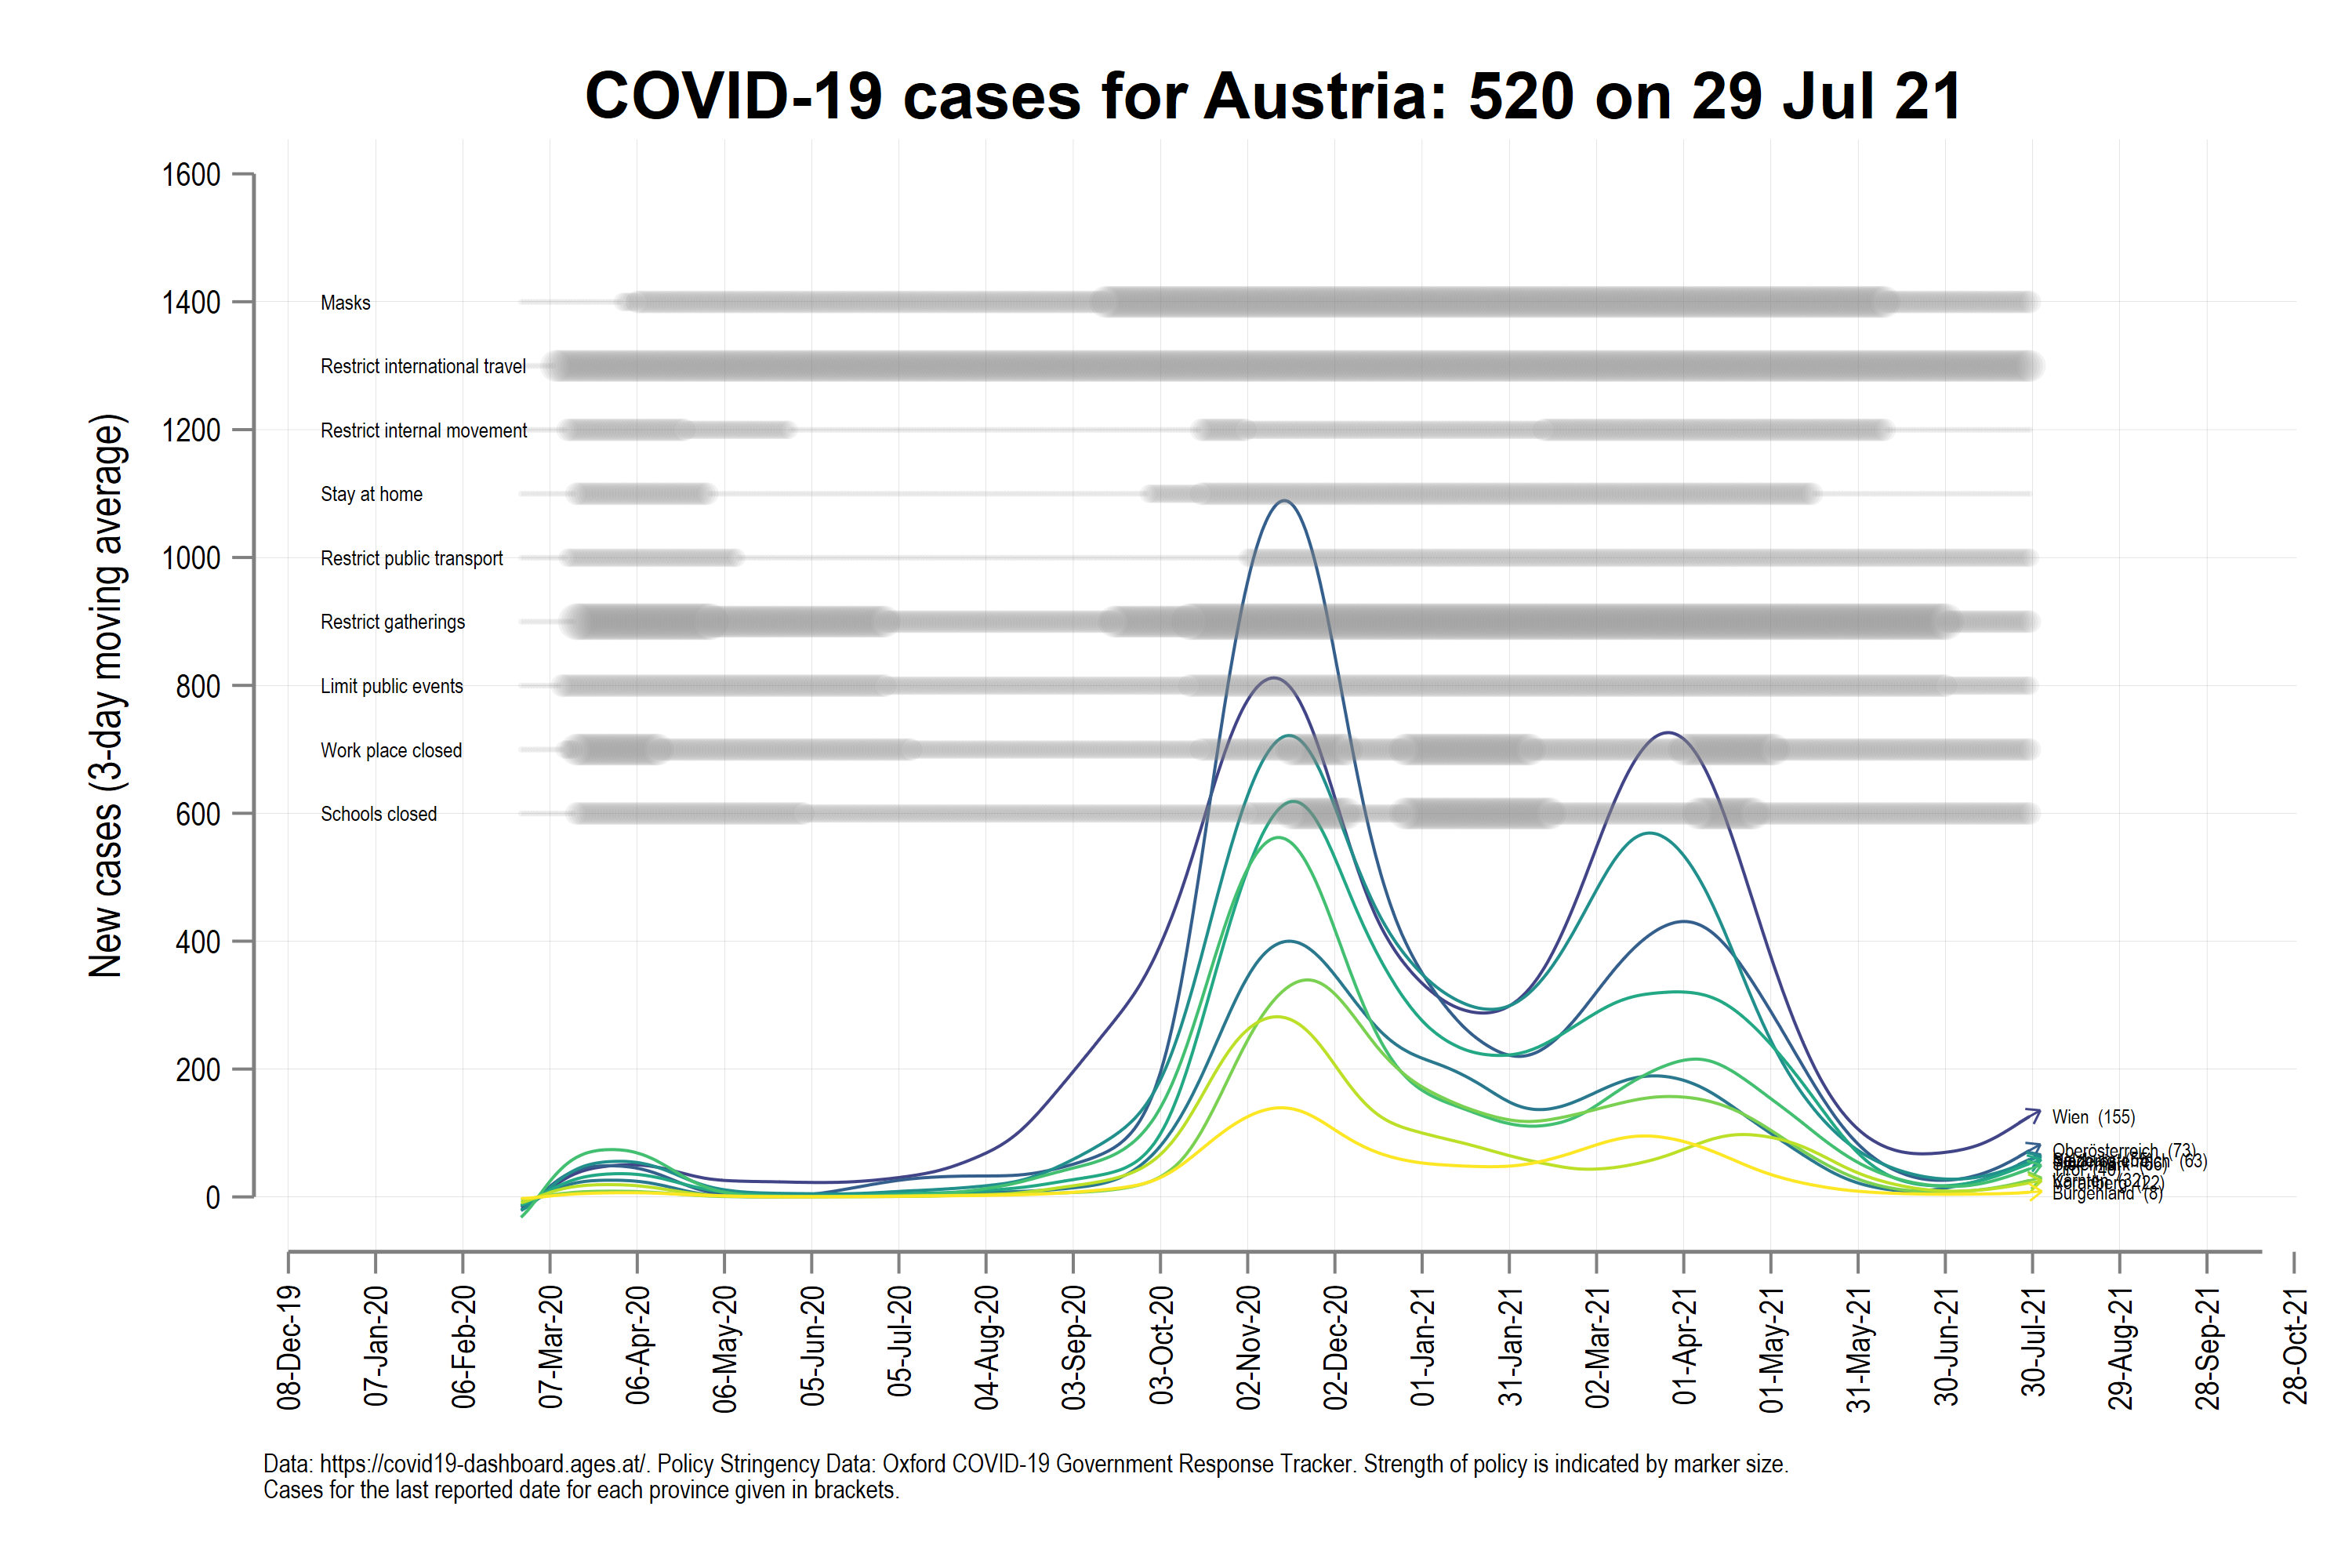 COVID-19 cases for Austria: 520 on 29 Jul 21
New cases (3-day moving average)
1600
1400
1200
1000
800
600
400
200
0
Masks
Restrict international travel
Restrict internal movement
Stay at home
Restrict public transport
Restrict gatherings
Limit public events
Work place closed
Schools closed
Wien (155)
Oberösterreich (73)
(63)
(22)
Burgenland (8)
08-Dec-19
07-Jan-20
06-Feb-20
07-Mar-20
06-Apr-20
06-May-20
05-Jun-20
05-Jul-20
04-Aug-20
03-Sep-20
03-Oct-20
02-Nov-20
02-Dec-20
01-Jan-21
31-Jan-21
02-Mar-21
01-Apr-21
01-May-21
31-May-21
30-Jun-21
30-Jul-21
29-Aug-21
28-Sep-21
28-Oct-21
Data: https://covid19-dashboard.ages.at/. Policy Stringency Data: Oxford COVID-19 Government Response Tracker. Strength of policy is indicated by marker size.
Cases for the last reported date for each province given in brackets.